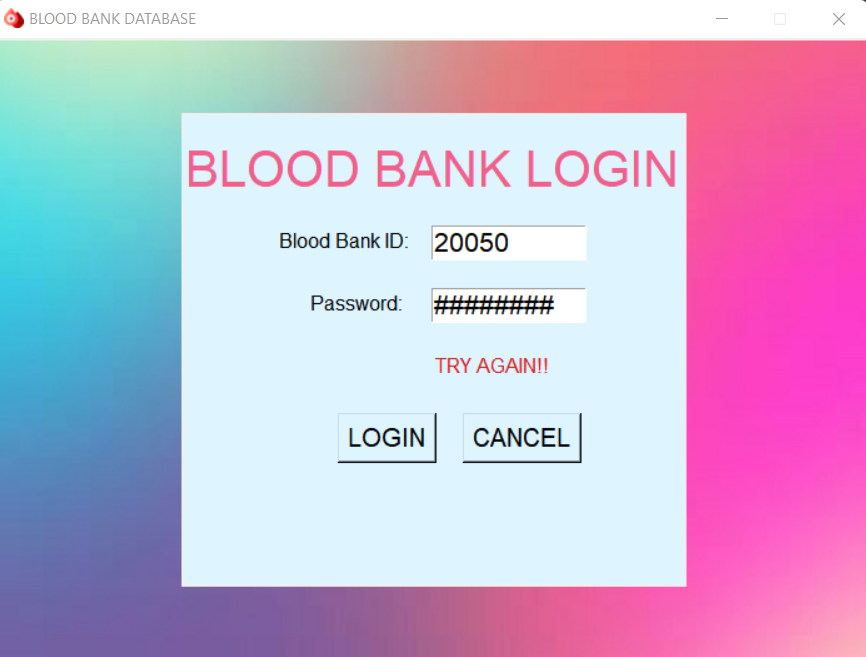 BLOOD BANK DATABASE
BLOOD BANK LOGIN
Blood Bank ID: 20050
Password: ########
TRY AGAIN!!
LOGIN CANCEL